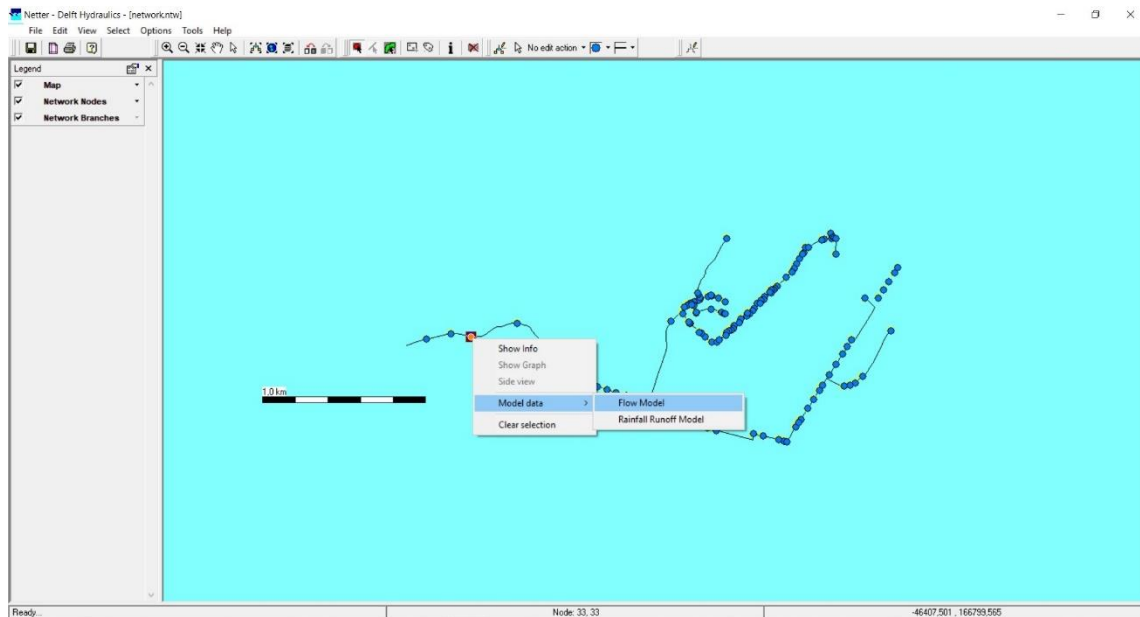 Netter - Delft Hydraulics - [network.ntw]
File Edit View Select Options Tools Help
No edit action
Legend
Map
Network Nodes
Network Branches
1,0 km
Show Info
Show Graph
Side view
Model data
Clear selection
Flow Model
Rainfall Runoff Model
Ready...
Node: 33, 33
-46407,501 , 166799,565